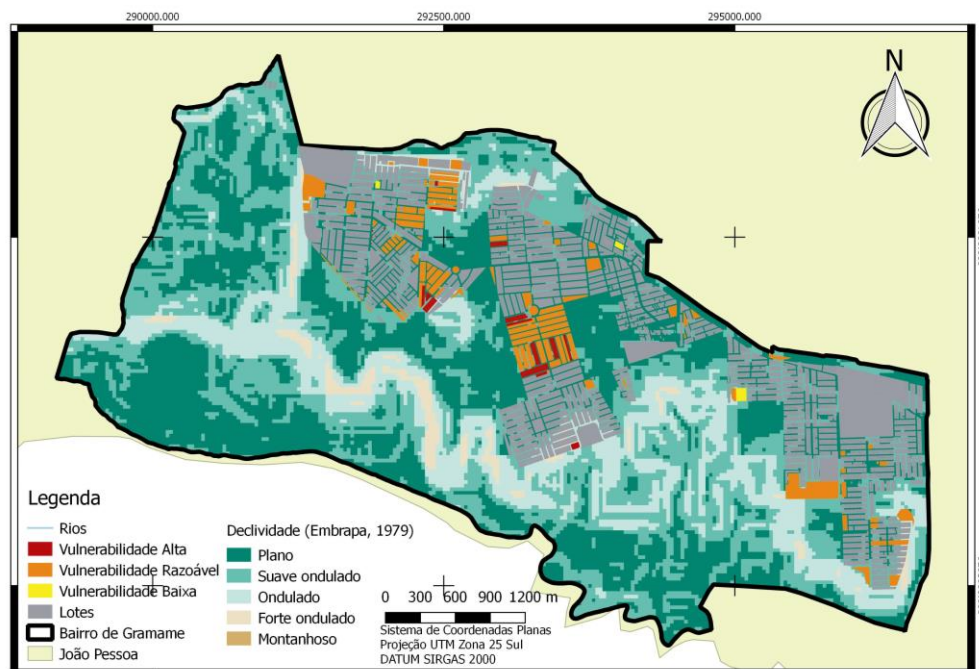 290000.000 292500.000 295000.000
N
Legenda
Rios
Vulnerabilidade Alta
Vulnerabilidade Razoável
Vulnerabilidade Baixa
Lotes
Bairro de Gramame
João Pessoa
Declividade (Embrapa, 1979)
Plano
Suave ondulado
Ondulado
Forte ondulado
Montanhoso
0 300 600 900 1200 m
Sistema de Coordenadas Planas
Projeção UTM Zona 25 Sul
DATUM SIRGAS 2000